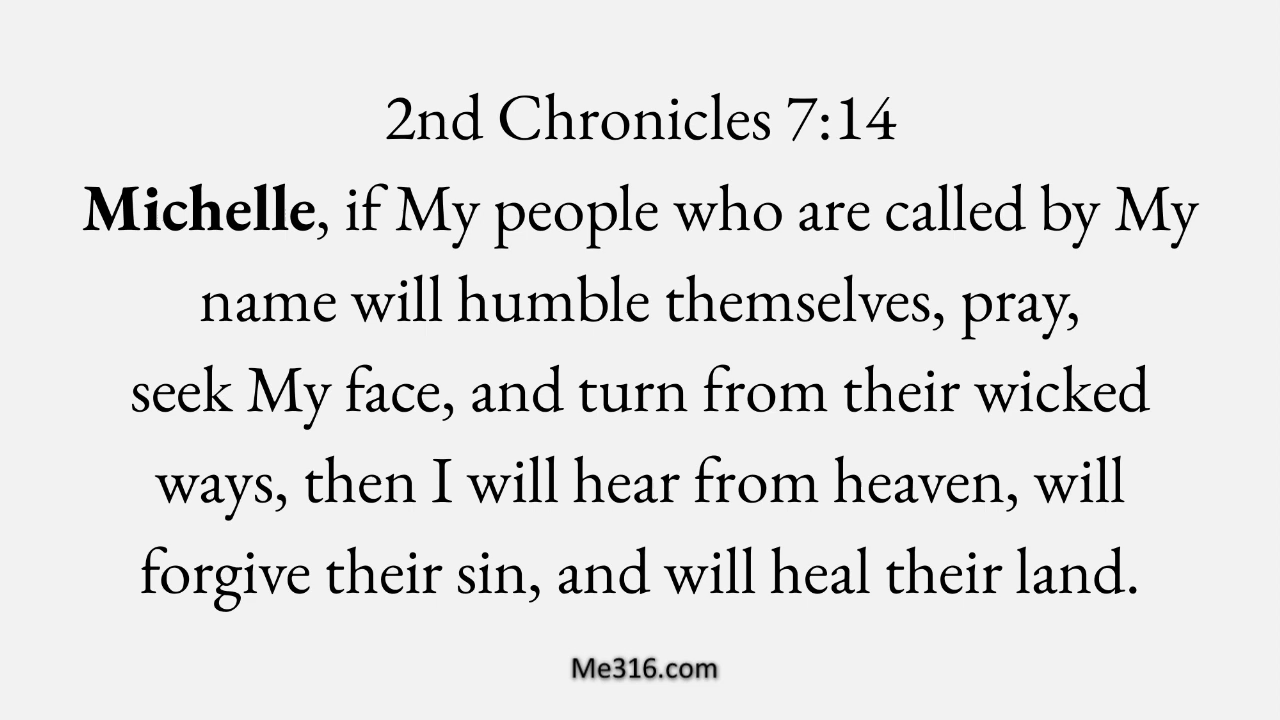 2nd Chronicles 7:14
Michelle, if My people who are called by My
name will humble themselves, pray,
seek My face, and turn from their wicked
ways, then I will hear from heaven, will
forgive their sin, and will heal their land.
Me316.com